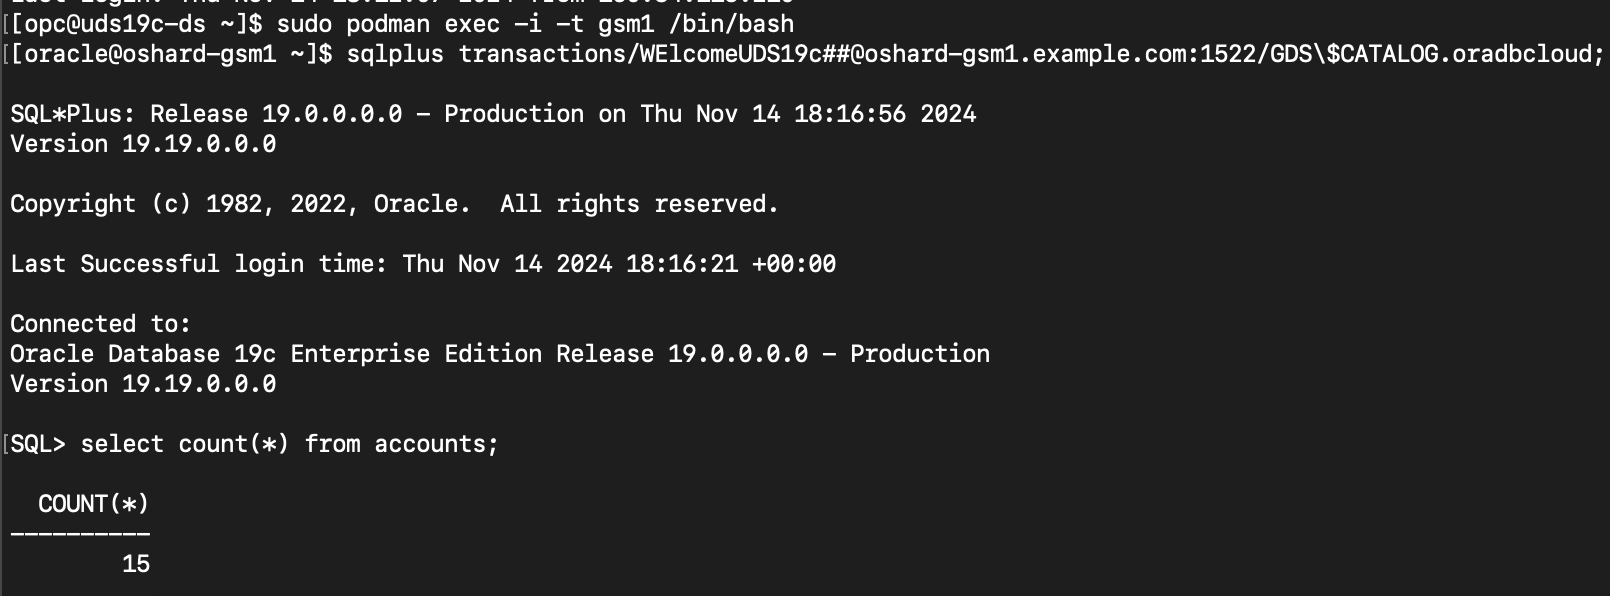 [[opc@uds19c-ds ~]$ sudo podman exec -i -t gsm1 /bin/bash
[[oracle@oshard-gsm1 ~]$ sqlplus transactions/WElcomeUDS19c##@oshard-gsm1.example.com:1522/GDS\$CATALOG.oradbcloud;
SQL*Plus: Release 19.0.0.0.0 - Production on Thu Nov 14 18:16:56 2024
Version 19.19.0.0.0
Copyright (c) 1982, 2022, Oracle.  All rights reserved.
Last Successful login time: Thu Nov 14 2024 18:16:21 +00:00
Connected to:
Oracle Database 19c Enterprise Edition Release 19.0.0.0.0 - Production
Version 19.19.0.0.0
[SQL> select count(*) from accounts;
  COUNT(*)
----------
        15